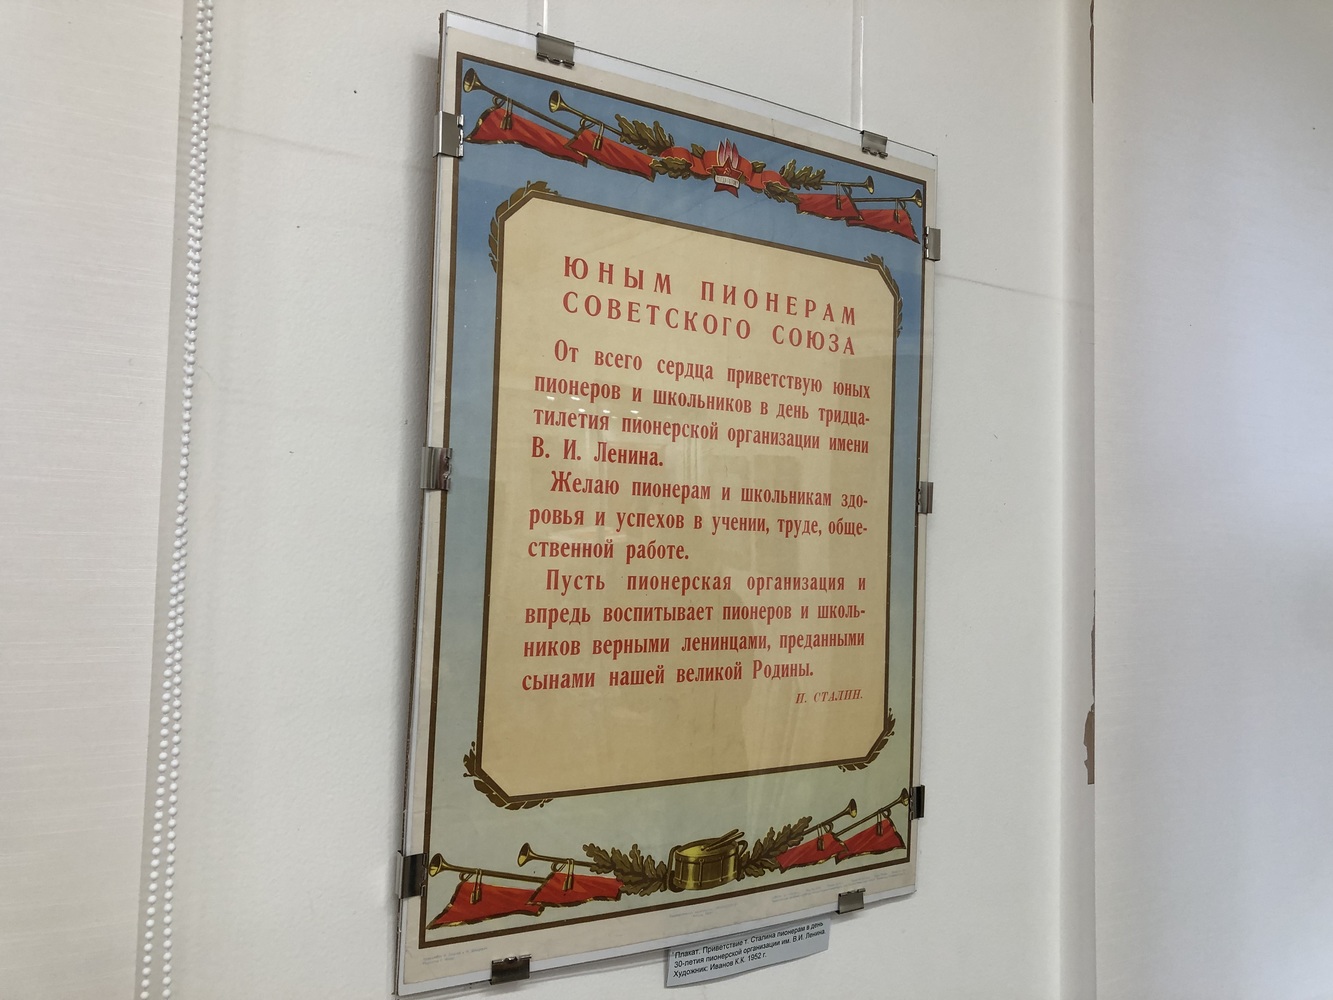 ЮНЫМ ПИОНЕРАМ
СОВЕТСКОГО СОЮЗА
От всего сердца приветствую юных
пионеров и школьников в день тридца-
тилетия пионерской организации имени
В. И. Ленина.
Желаю пионерам и школьникам здо-
ровья и успехов в учении, труде, обще-
ственной работе.
Пусть пионерская организация и
впредь воспитывает пионеров и школь-
ников верными ленинцами, преданными
сынами нашей великой Родины.
И. СТАЛИН.
Плакат. Приветствие т. Сталина пионерам в день
30-летия пионерской организации им. В.И. Ленина.
Художник: Иванов К.К. 1952 г.